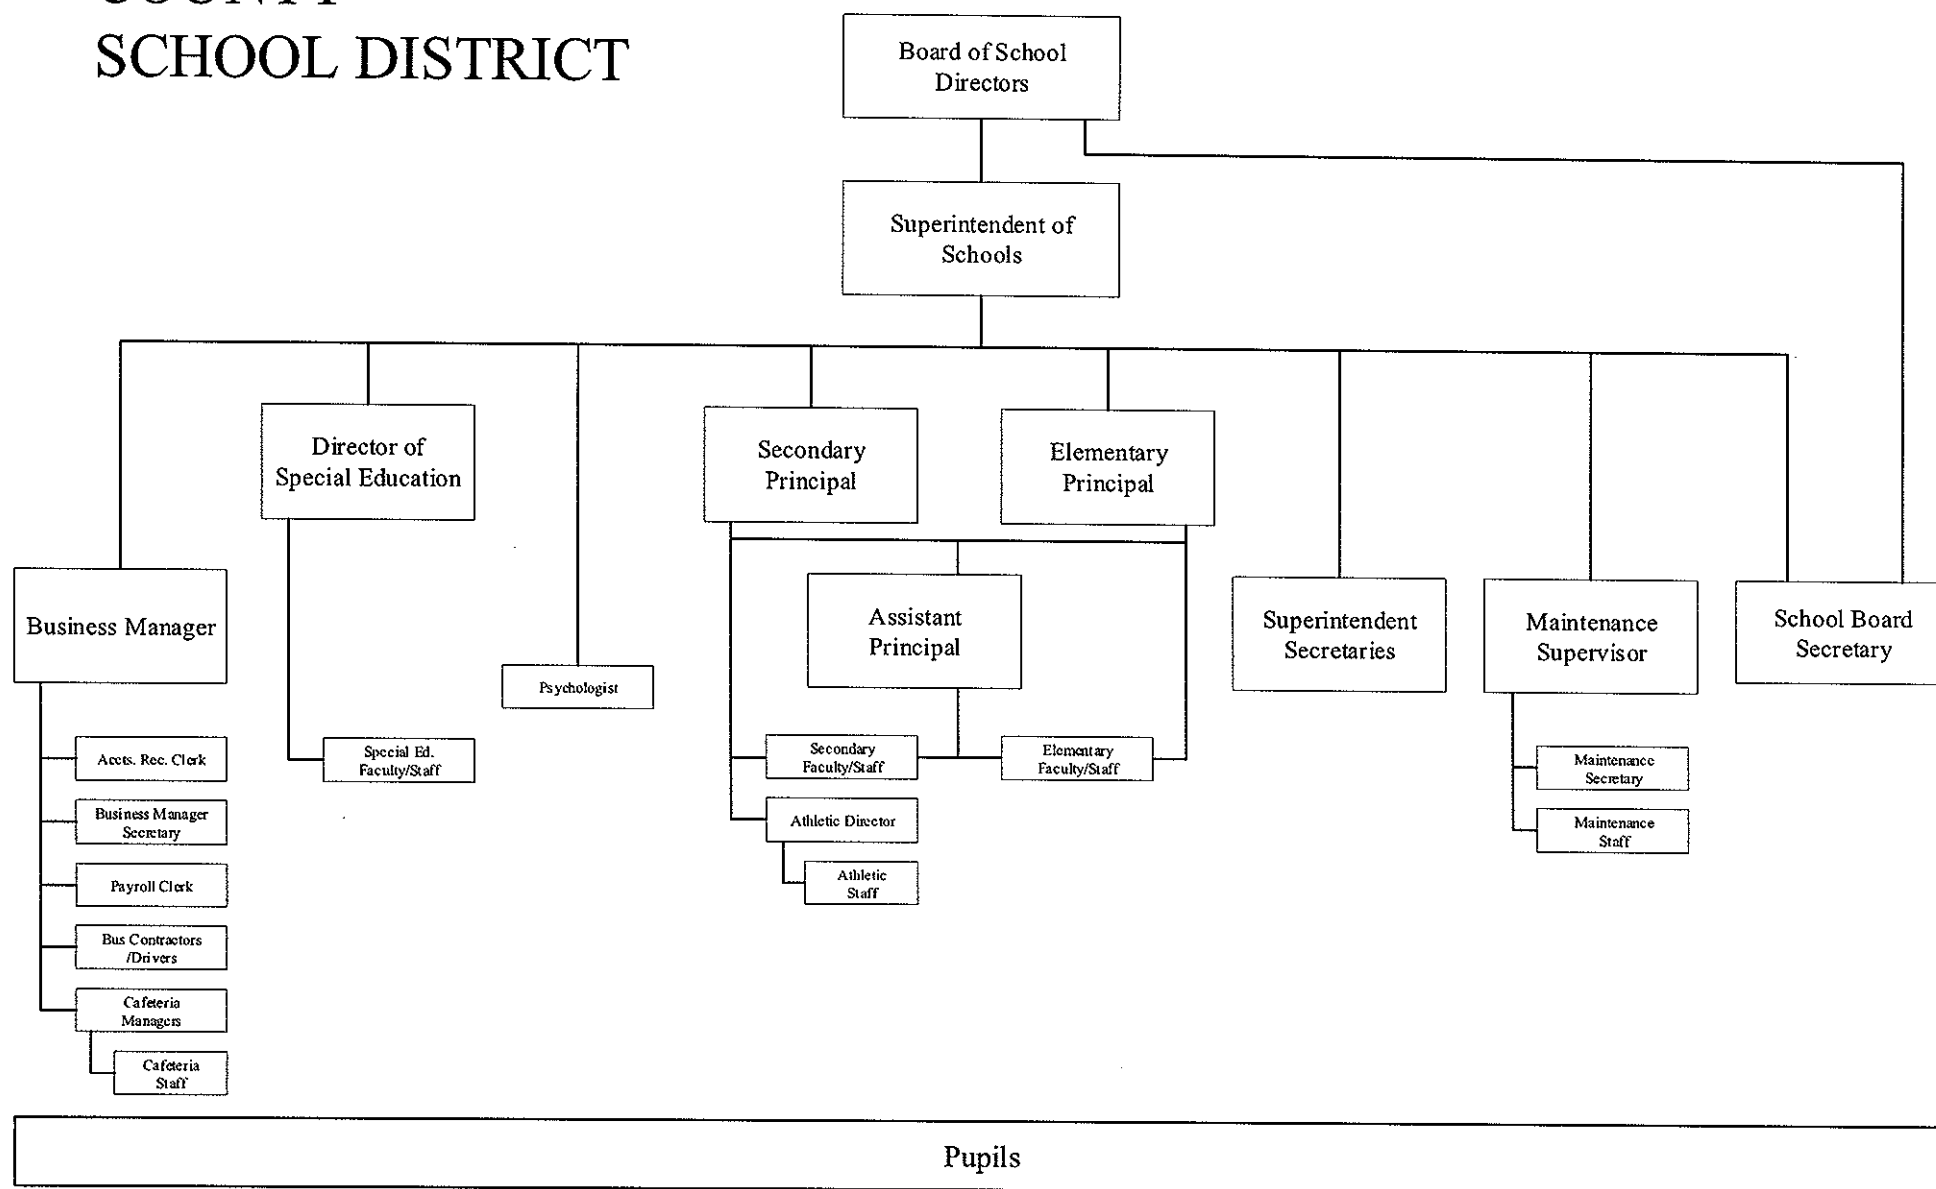 COUNTY
SCHOOL DISTRICT
Board of School
Directors
Superintendent of
Schools
Director of
Special Education
Secondary
Principal
Elementary
Principal
Business Manager
Psychologist
Assistant
Principal
Superintendent
Secretaries
Maintenance
Supervisor
School Board
Secretary
Accts. Rec. Clerk
Business Manager
Secretary
Payroll Clerk
Bus Contractors
/Drivers
Cafeteria
Managers
Cafeteria
Staff
Special Ed.
Faculty/Staff
Secondary
Faculty/Staff
Athletic Director
Athletic
Staff
Elementary
Faculty/Staff
Maintenance
Secretary
Maintenance
Staff
Pupils